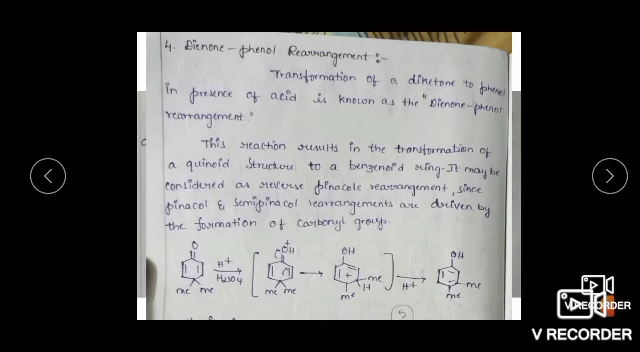 4. Dienone-phenol Rearrangement :-
Transformation of a diketone to phenol
in presence of acid is known as the "Dienone-phenol
rearrangement."
This reaction results in the transformation of
a quinoid structure to a benzenoid ring. It may be
considered as reverse pinacole rearrangement, since
pinacol & semipinacol rearrangements are driven by
the formation of carbonyl group.
O
me me
H+
H2SO4
+
OH
me me
OH
+
me
H
me
H+
OH
me
me
5
V RECORDER
V RECORDER